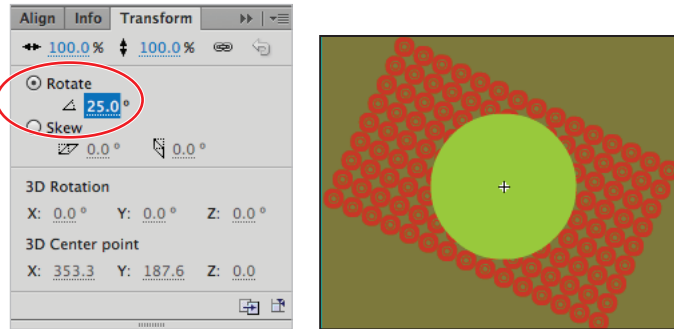 Align Info Transform
100.0 % 100.0 %
Rotate
25.0 °
Skew
0.0 ° 0.0 °
3D Rotation
X: 0.0 ° Y: 0.0 ° Z: 0.0 °
3D Center point
X: 353.3 Y: 187.6 Z: 0.0